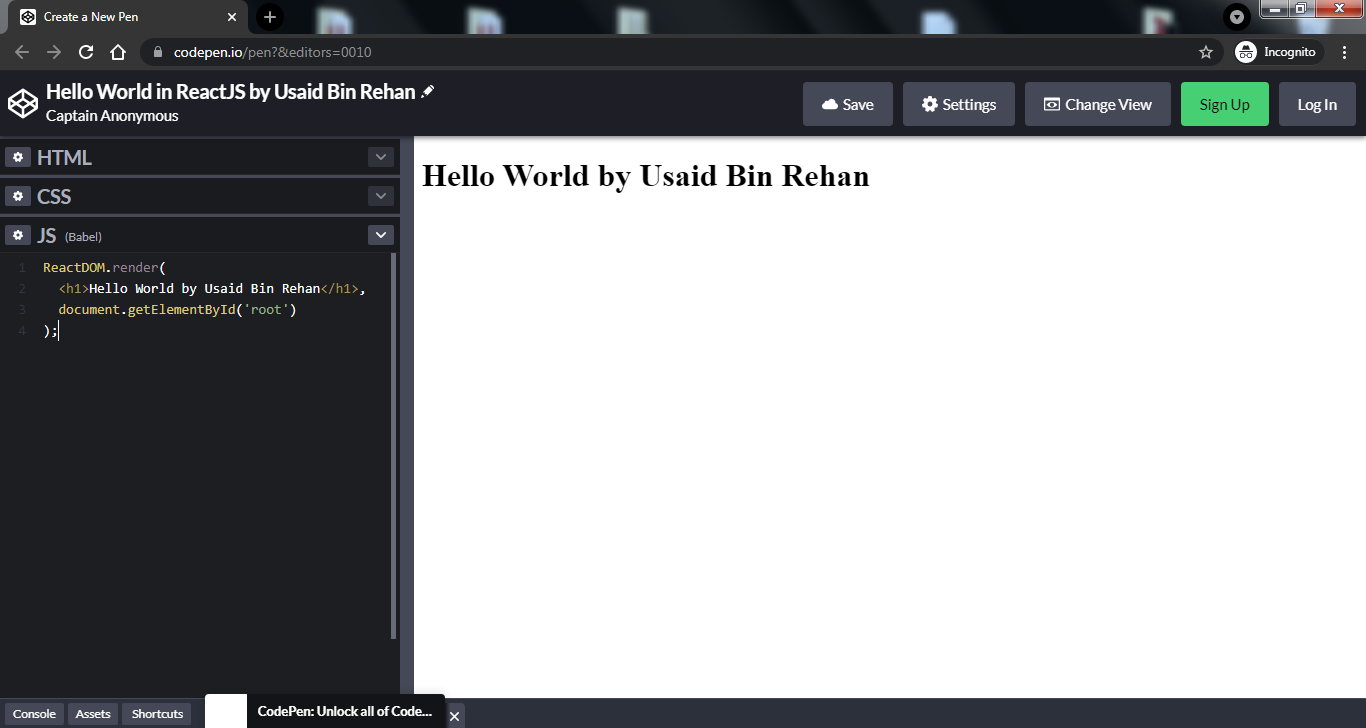 Create a New Pen
codepen.io/pen?&editors=0010
Incognito
Hello World in ReactJS by Usaid Bin Rehan
Captain Anonymous
Save
Settings
Change View
Sign Up
Log In
HTML
CSS
JS (Babel)
1 ReactDOM.render(
2 <h1>Hello World by Usaid Bin Rehan</h1>,
3 document.getElementById('root')
4 );
Hello World by Usaid Bin Rehan
Console
Assets
Shortcuts
CodePen: Unlock all of Code...